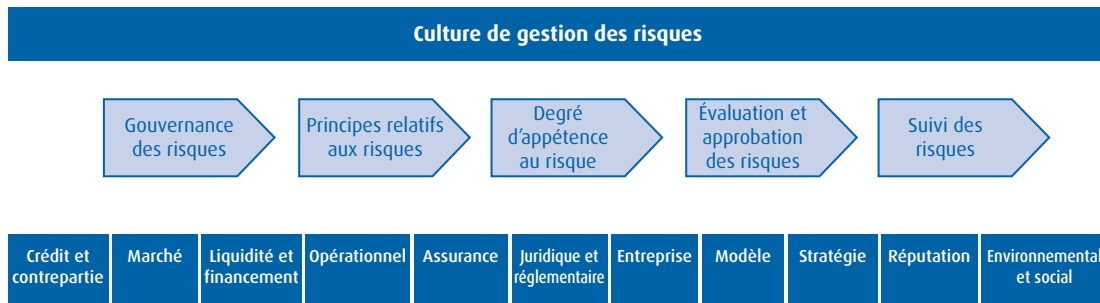 Culture de gestion des risques
Gouvernance
des risques
Principes relatifs
aux risques
Degré
d'appétence
au risque
Évaluation et
approbation
des risques
Suivi des
risques
Crédit et
contrepartie
Marché
Liquidité et
financement
Opérationnel
Assurance
Juridique et
réglementaire
Entreprise
Modèle
Stratégie
Réputation
Environnemental
et social